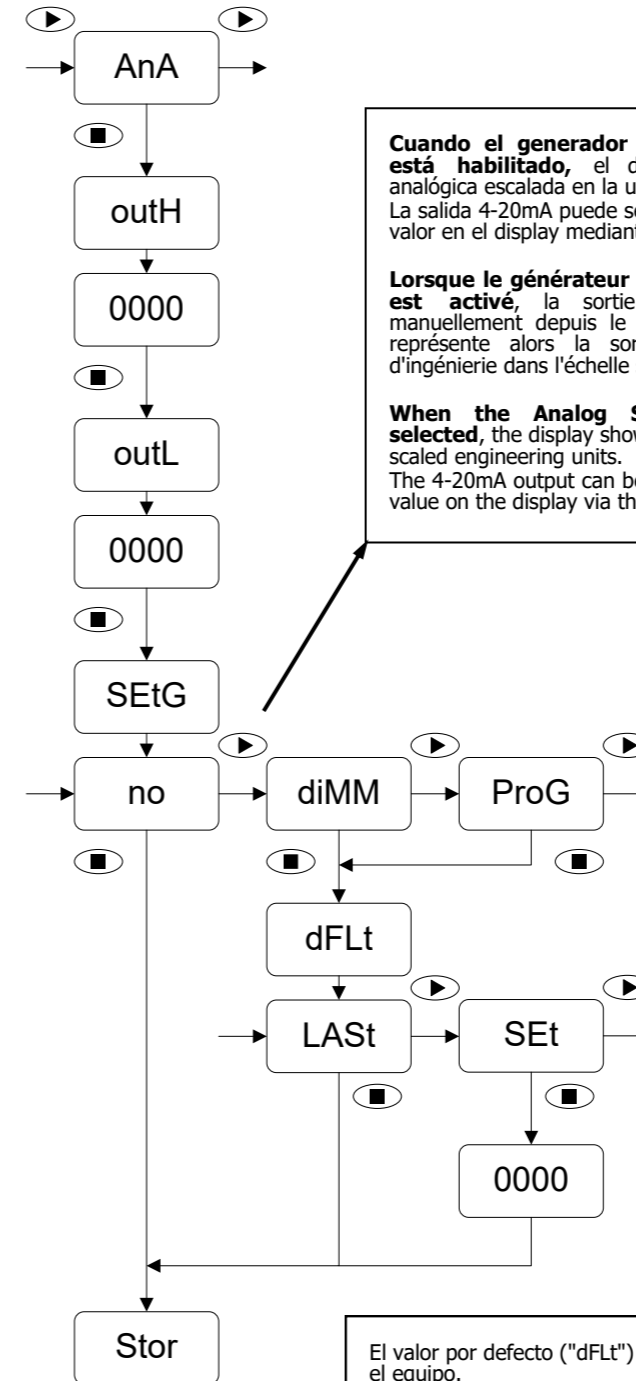 AnA
outH
0000
outL
0000
SEtG
no
diMM
ProG
dFLt
LASt
SEt
0000
Stor
Cuando el generador
está habilitado, el
analógica escalada en la
La salida 4-20mA puede
valor en el display
Lorsque le générateur
est activé, la
manuellement depuis le
représente alors la
d'ingénierie dans l'échelle
When the Analog
selected, the display
scaled engineering units.
The 4-20mA output can
value on the display via
El valor por defecto ("dFLt")
el equipo.